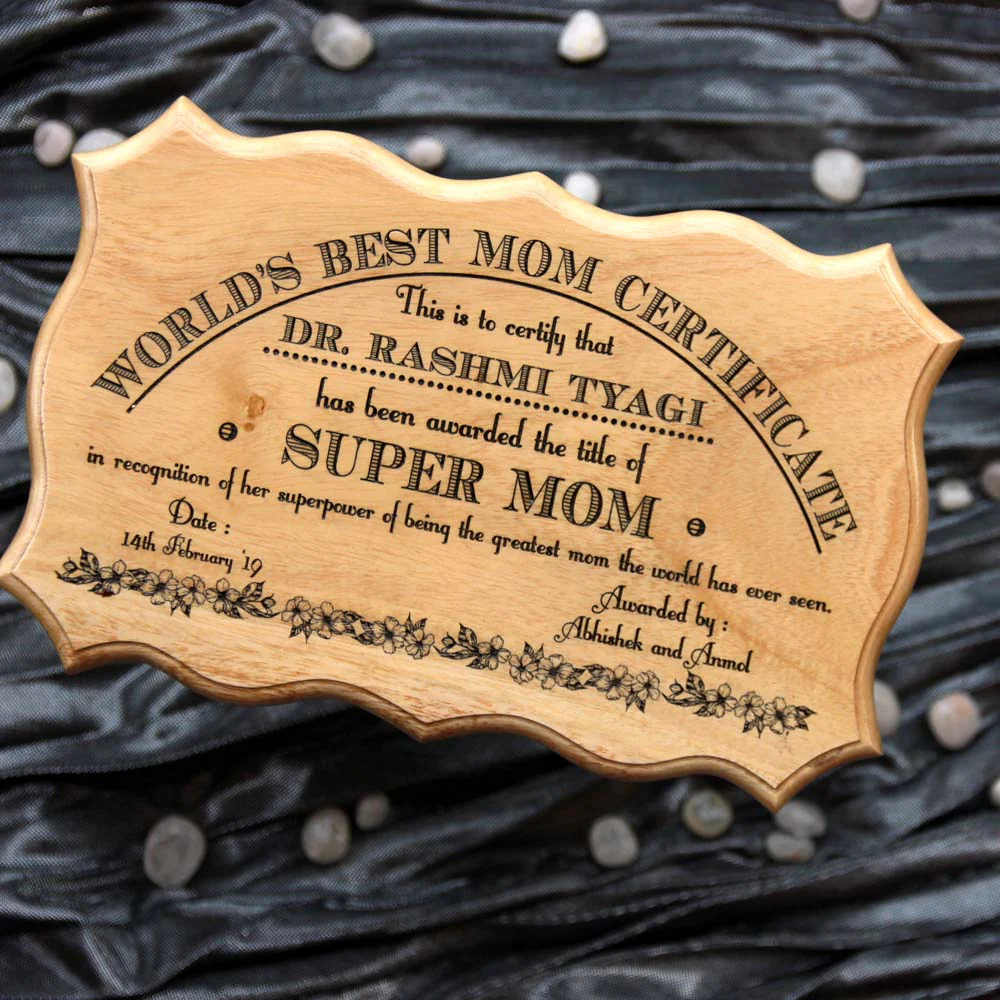 WORLD'S BEST MOM CERTIFICATE
This is to certify that
DR. RASHMI TYAGI
has been awarded the title of
SUPER MOM
in recognition of her superpower of being the greatest mom the world has ever seen.
Date :
14th February '19
Awarded by :
Abhishek and Anmol